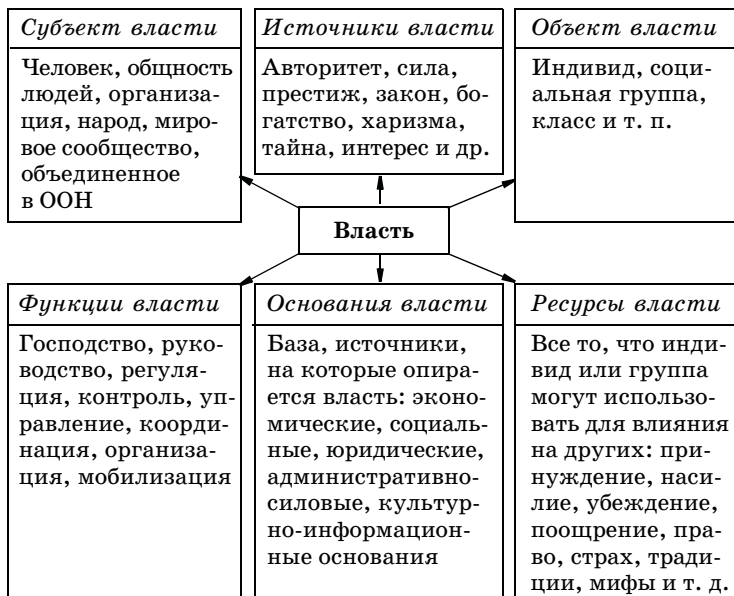 Субъект власти
Человек, общность
людей, организа-
ция, народ, миро-
вое сообщество,
объединенное
в ООН
Источники власти
Авторитет, сила,
престиж, закон, бо-
гатство, харизма,
тайна, интерес и др.
Объект власти
Индивид, соци-
альная группа,
класс и т. п.
Власть
Функции власти
Господство, руко-
водство, регуля-
ция, контроль, уп-
равление, коорди-
нация, организа-
ция, мобилизация
Основания власти
База, источники,
на которые опира-
ется власть: эконо-
мические, социаль-
ные, юридические,
административно-
силовые, культур-
но-информацион-
ные основания
Ресурсы власти
Все то, что инди-
вид или группа
могут использо-
вать для влияния
на других: при-
нуждение, наси-
лие, убеждение,
поощрение, пра-
во, страх, тради-
ции, мифы и т. д.